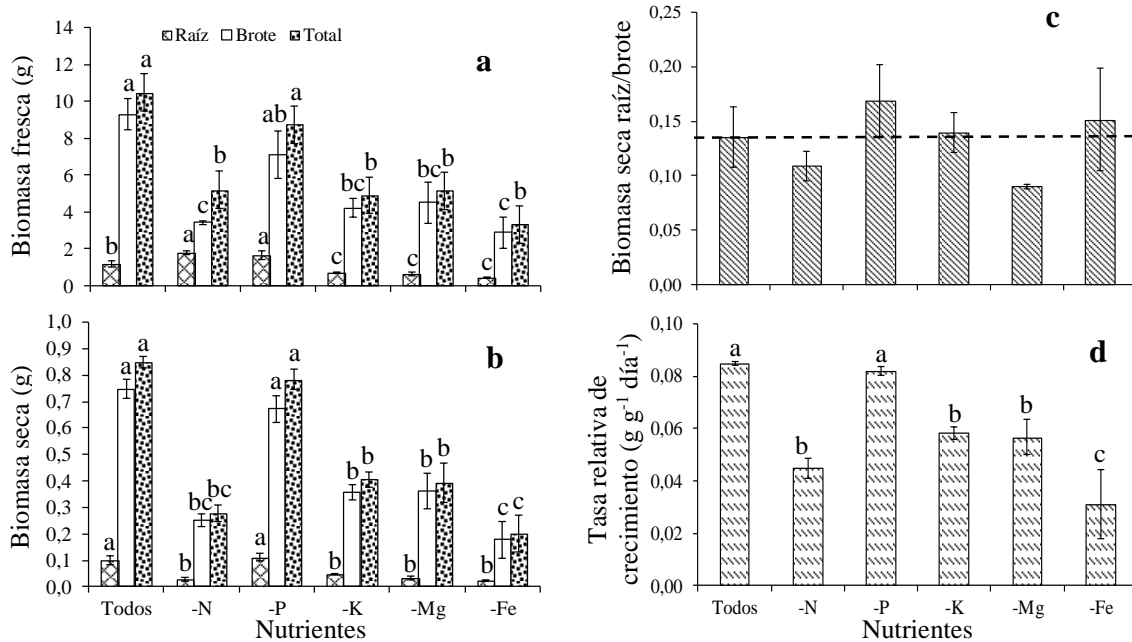 Biomasa fresca (g)
14
12
10
8
6
4
2
0
Raíz Brote Total
a
b a a
a c b
a ab a
c bc b
c bc b
c b b
Biomasa seca (g)
1,0
0,9
0,8
0,7
0,6
0,5
0,4
0,3
0,2
0,1
0,0
b
a a a
b bc bc
a a a
b b b
b b b
b c c
Todos -N -P -K -Mg -Fe
Nutrientes
Biomasa seca raíz/brote
0,25
0,20
0,15
0,10
0,05
0,00
c
Tasa relativa de
crecimiento (g g⁻¹ día⁻¹)
0,10
0,08
0,06
0,04
0,02
0,00
d
a b a b b c
Todos -N -P -K -Mg -Fe
Nutrientes